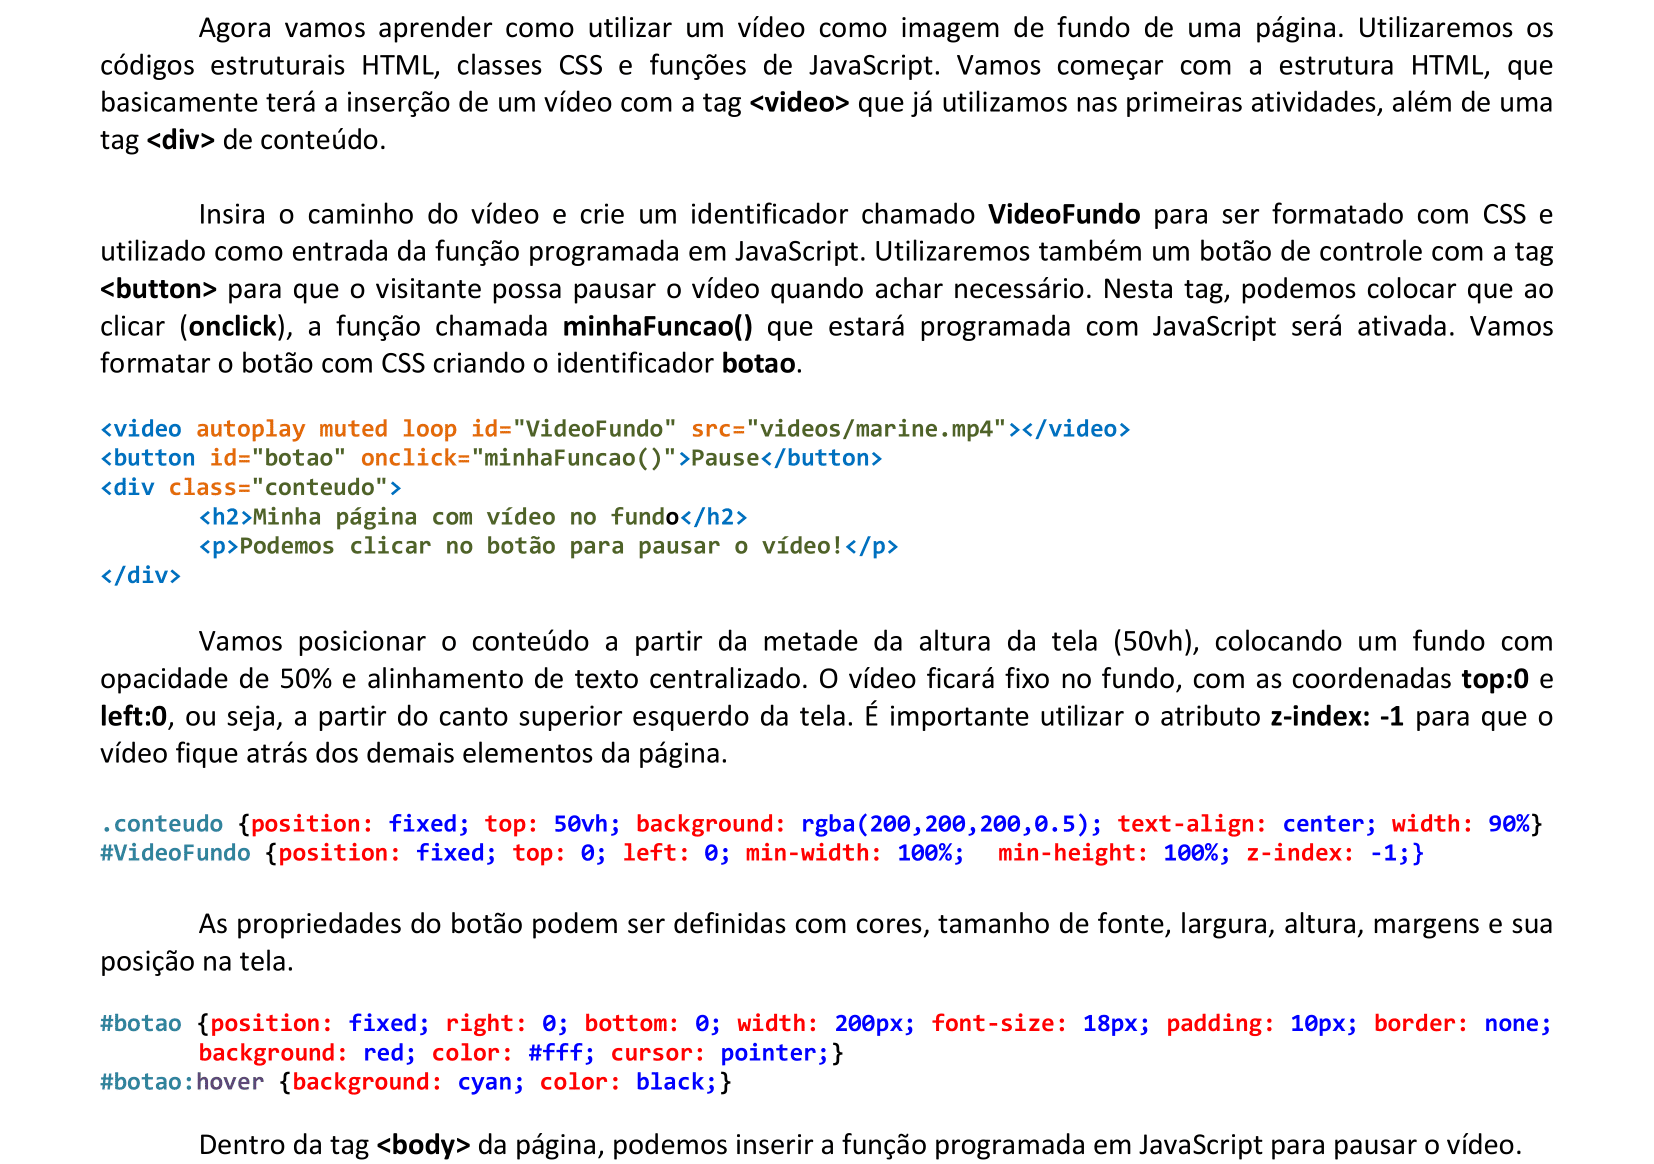 Agora vamos aprender como utilizar um vídeo como imagem de fundo de uma página. Utilizaremos os
códigos estruturais HTML, classes CSS e funções de JavaScript. Vamos começar com a estrutura HTML, que
basicamente terá a inserção de um vídeo com a tag <video> que já utilizamos nas primeiras atividades, além de uma
tag <div> de conteúdo.
Insira o caminho do vídeo e crie um identificador chamado VideoFundo para ser formatado com CSS e
utilizado como entrada da função programada em JavaScript. Utilizaremos também um botão de controle com a tag
<button> para que o visitante possa pausar o vídeo quando achar necessário. Nesta tag, podemos colocar que ao
clicar (onclick), a função chamada minhaFuncao() que estará programada com JavaScript será ativada. Vamos
formatar o botão com CSS criando o identificador botao.
<video autoplay muted loop id="VideoFundo" src="videos/marine.mp4"></video>
<button id="botao" onclick="minhaFuncao()">Pause</button>
<div class="conteudo">
<h2>Minha página com vídeo no fundo</h2>
<p>Podemos clicar no botão para pausar o vídeo!</p>
</div>
Vamos posicionar o conteúdo a partir da metade da altura da tela (50vh), colocando um fundo com
opacidade de 50% e alinhamento de texto centralizado. O vídeo ficará fixo no fundo, com as coordenadas top:0 e
left:0, ou seja, a partir do canto superior esquerdo da tela. É importante utilizar o atributo z-index: -1 para que o
vídeo fique atrás dos demais elementos da página.
.conteudo {position: fixed; top: 50vh; background: rgba(200,200,200,0.5); text-align: center; width: 90%}
#VideoFundo {position: fixed; top: 0; left: 0; min-width: 100%;  min-height: 100%; z-index: -1;}
As propriedades do botão podem ser definidas com cores, tamanho de fonte, largura, altura, margens e sua
posição na tela.
#botao {position: fixed; right: 0; bottom: 0; width: 200px; font-size: 18px; padding: 10px; border: none;
background: red; color: #fff; cursor: pointer;}
#botao:hover {background: cyan; color: black;}
Dentro da tag <body> da página, podemos inserir a função programada em JavaScript para pausar o vídeo.